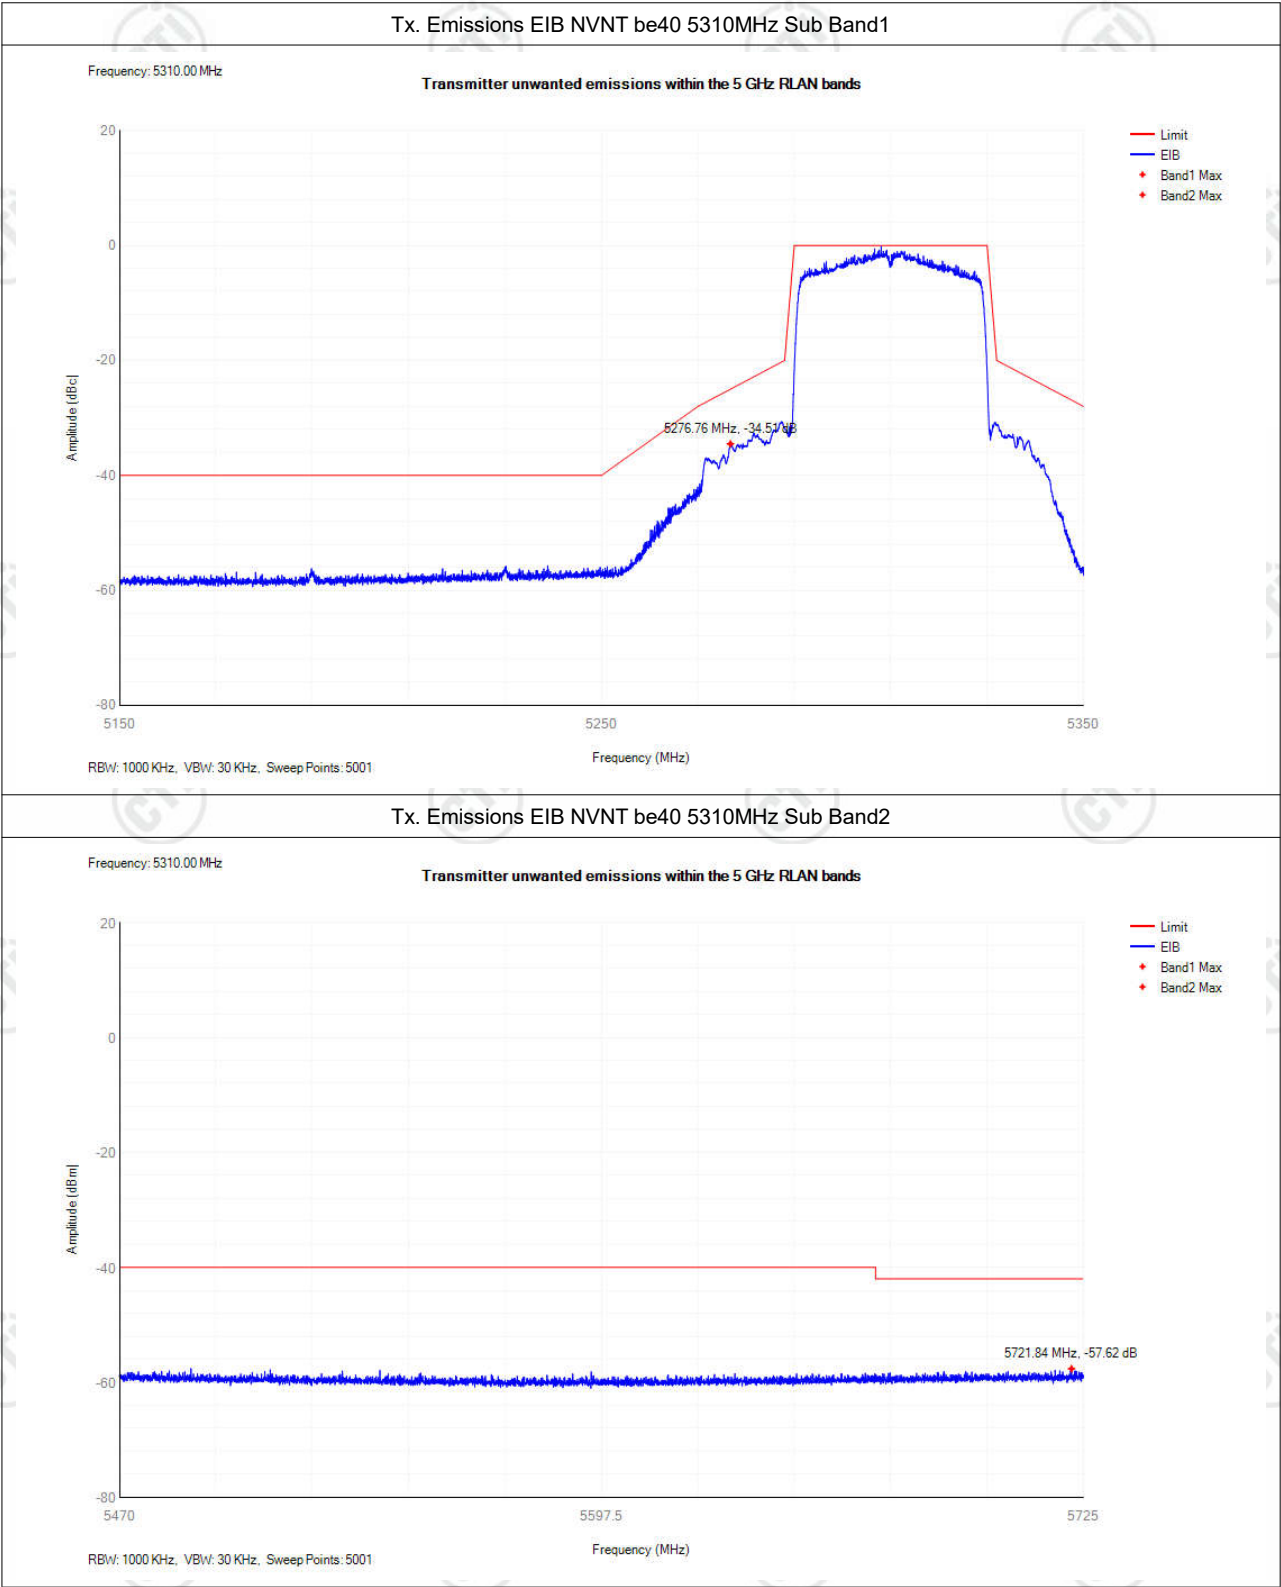 Tx. Emissions EIB NVNT be40 5310MHz Sub Band1
Frequency: 5310.00 MHz
Transmitter unwanted emissions within the 5 GHz RLAN bands
Limit
EIB
Band1 Max
Band2 Max
20
0
-20
-40
-60
-80
Amplitude [dBc]
5276.76 MHz, -34.51 dB
5150
5250
5350
Frequency (MHz)
RBW: 1000 KHz, VBW: 30 KHz, Sweep Points: 5001
Tx. Emissions EIB NVNT be40 5310MHz Sub Band2
Frequency: 5310.00 MHz
Transmitter unwanted emissions within the 5 GHz RLAN bands
Limit
EIB
Band1 Max
Band2 Max
20
0
-20
-40
-60
-80
Amplitude [dBm]
5721.84 MHz, -57.62 dB
5470
5597.5
5725
Frequency (MHz)
RBW: 1000 KHz, VBW: 30 KHz, Sweep Points: 5001